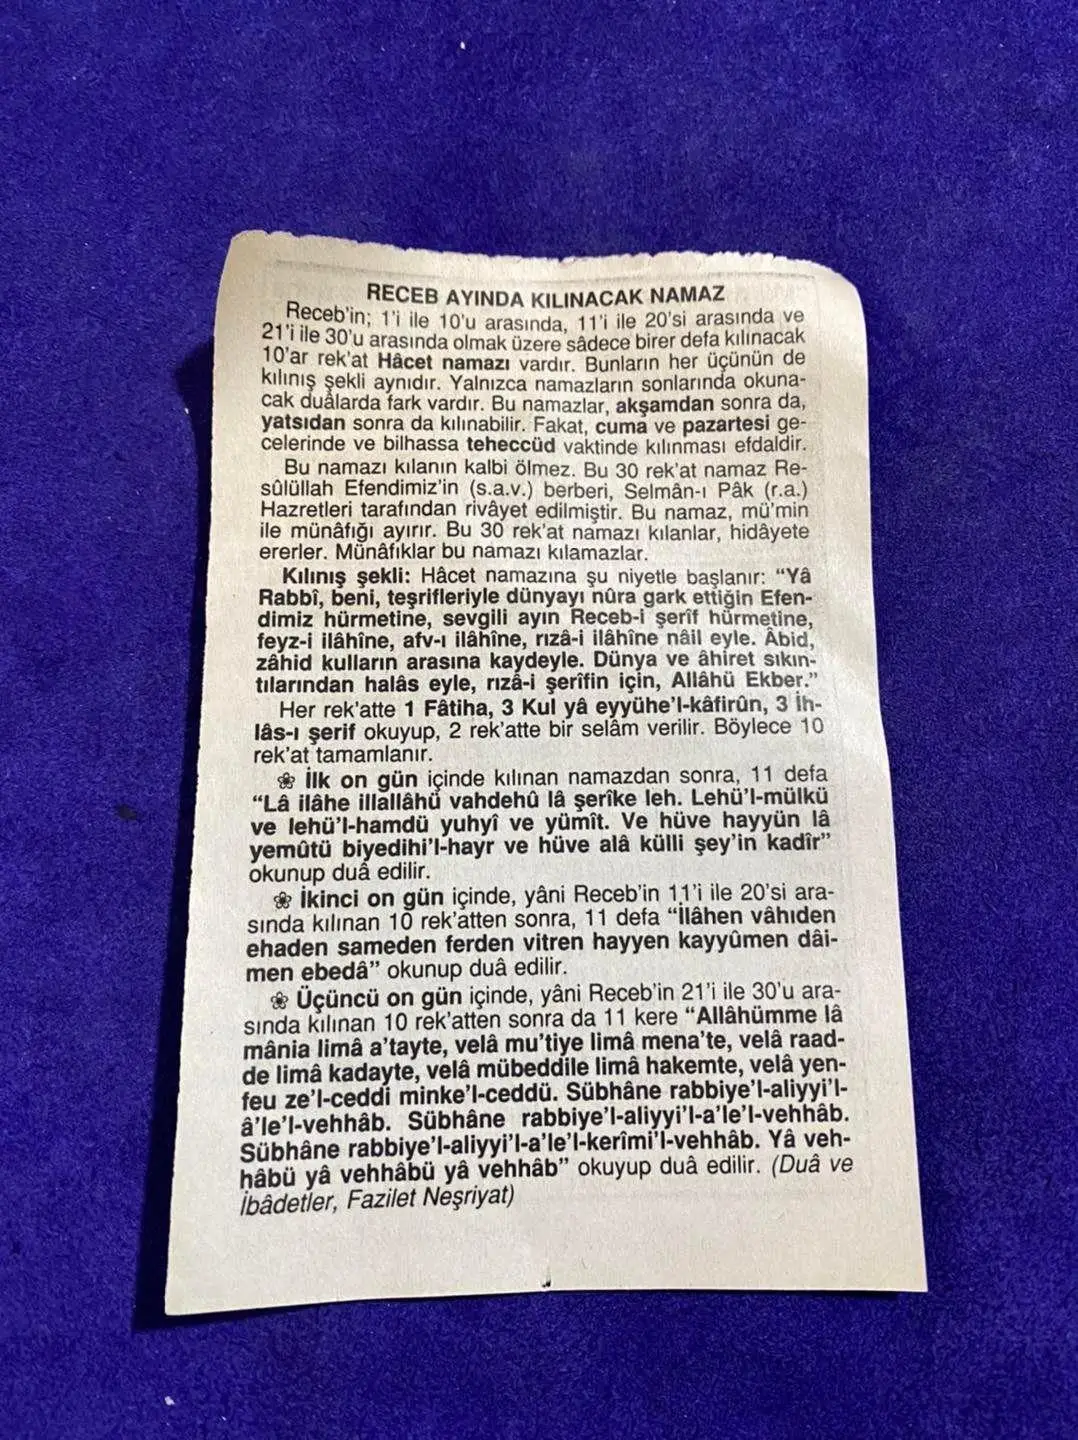 RECEB AYINDA KILINACAK NAMAZ
Receb'in; 1'i ile 10'u arasında, 11'i ile 20'si arasında ve
21'i ile 30'u arasında olmak üzere sâdece birer defa kılınacak
10'ar rek'at Hâcet namazı vardır. Bunların her üçünün de
kılınış şekli aynıdır. Yalnızca namazların sonlarında okuna-
cak duâlarda fark vardır. Bu namazlar, akşamdan sonra da,
yatsıdan sonra da kılınabilir. Fakat, cuma ve pazartesi ge-
celerinde ve bilhassa teheccüd vaktinde kılınması efdaldir.
Bu namazı kılanın kalbi ölmez. Bu 30 rek'at namaz Re-
sûlüllah Efendimiz'in (s.a.v.) berberi, Selmân-ı Pâk (r.a.)
Hazretleri tarafından rivâyet edilmiştir. Bu namaz, mü'min
ile münâfığı ayırır. Bu 30 rek'at namazı kılanlar, hidâyete
ererler. Münâfıklar bu namazı kılamazlar.
Kılınış şekli: Hâcet namazına şu niyetle başlanır: “Yâ
Rabbî, beni, teşrifleriyle dünyayı nûra gark ettiğin Efen-
dimiz hürmetine, sevgili ayın Receb-i şerîf hürmetine,
feyz-i ilâhîne, afv-ı ilâhîne, rızâ-i ilâhîne nâil eyle. Âbid,
zâhid kulların arasına kaydeyle. Dünya ve âhiret sıkın-
tılarından halâs eyle, rızâ-i şerîfin için, Allâhü Ekber.”
Her rek'atte 1 Fâtiha, 3 Kul yâ eyyühe'l-kâfirûn, 3 İh-
lâs-ı şerif okuyup, 2 rek'atte bir selâm verilir. Böylece 10
rek'at tamamlanır.
❀ İlk on gün içinde kılınan namazdan sonra, 11 defa
“Lâ ilâhe illallâhü vahdehû lâ şerîke leh. Lehü'l-mülkü
ve lehü'l-hamdü yuhyî ve yümît. Ve hüve hayyün lâ
yemûtü biyedihi'l-hayr ve hüve alâ külli şey'in kadîr”
okunup duâ edilir.
❀ İkinci on gün içinde, yâni Receb'in 11'i ile 20'si ara-
sında kılınan 10 rek'atten sonra, 11 defa “İlâhen vâhıden
ehaden sameden ferden vitren hayyen kayyûmen dâi-
men ebedâ” okunup duâ edilir.
❀ Üçüncü on gün içinde, yâni Receb'in 21'i ile 30'u ara-
sında kılınan 10 rek'atten sonra da 11 kere “Allâhümme lâ
mânia limâ a'tayte, velâ mu'tiye limâ mena'te, velâ raad-
de limâ kadayte, velâ mübeddile limâ hakemte, velâ yen-
feu ze'l-ceddi minke'l-ceddü. Sübhâne rabbiye'l-aliyyi'l-
â'le'l-vehhâb. Sübhâne rabbiye'l-aliyyi'l-a'le'l-vehhâb.
Sübhâne rabbiye'l-aliyyi'l-a'le'l-kerîmi'l-vehhâb. Yâ veh-
hâbü yâ vehhâbü yâ vehhâb” okuyup duâ edilir. (Duâ ve
İbâdetler, Fazilet Neşriyat)